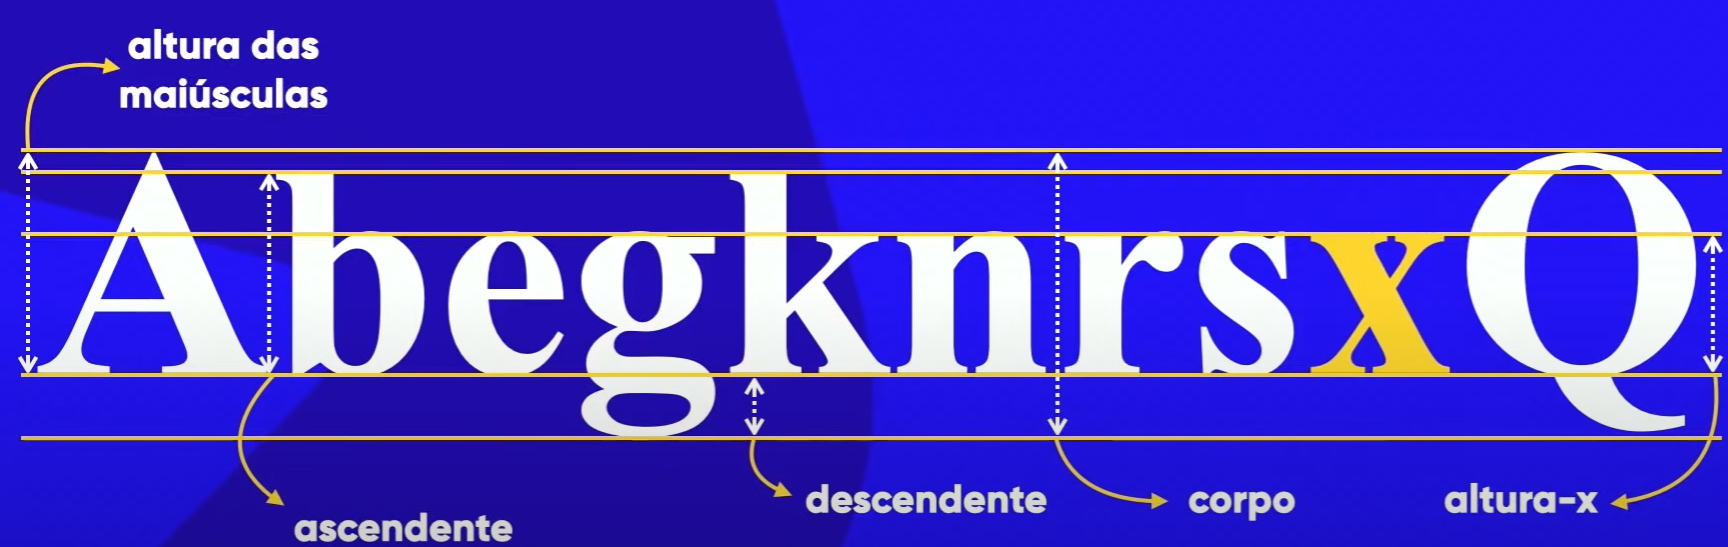 altura das
maiúsculas
AbegknrsxQ
descendente
corpo
altura-x
ascendente